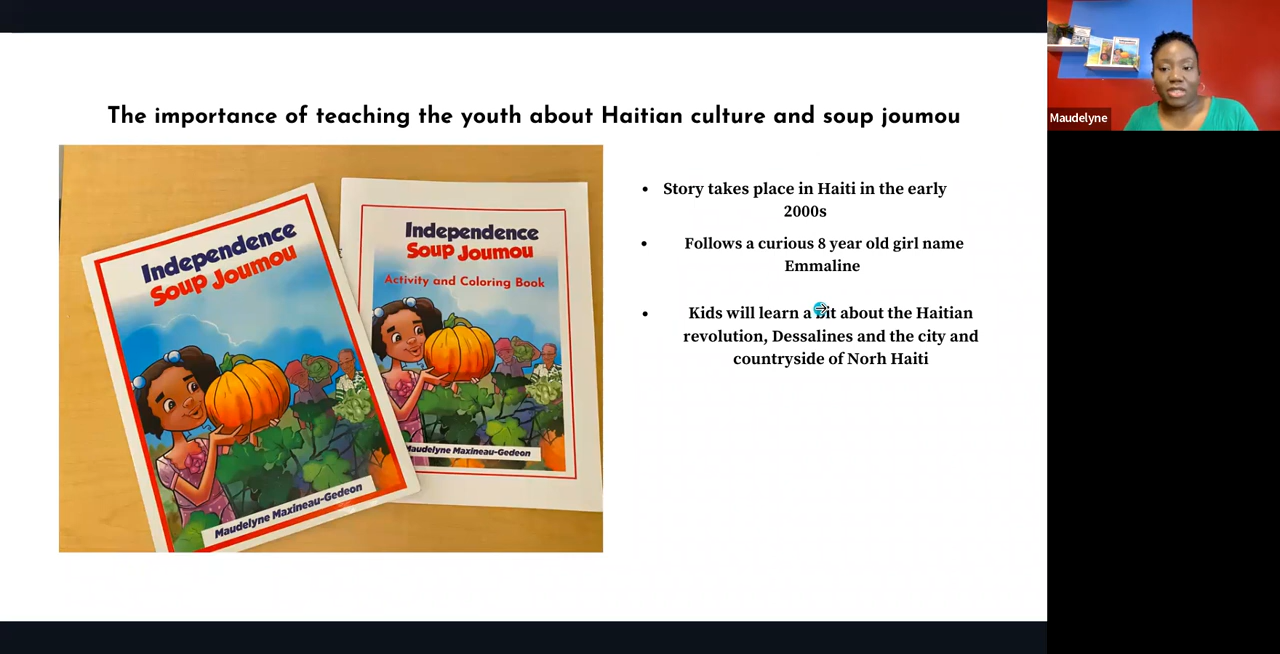 The importance of teaching the youth about Haitian culture and soup joumou
Independence
Soup Joumou
Maudelyne Maxineau-Gedeon
Independence
Soup Joumou
Activity and Coloring Book
Maudelyne Maxineau-Gedeon
• Story takes place in Haiti in the early
2000s
• Follows a curious 8 year old girl name
Emmaline
• Kids will learn a bit about the Haitian
revolution, Dessalines and the city and
countryside of Norh Haiti
Maudelyne